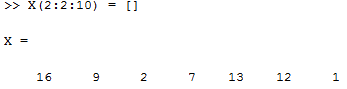 >> X(2:2:10) = []
X =
16 9 2 7 13 12 1